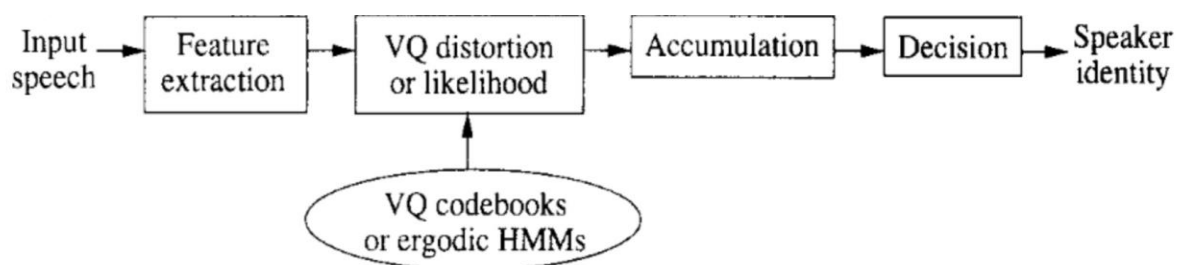 Input
speech
Feature
extraction
VQ distortion
or likelihood
Accumulation
Decision
Speaker
identity
VQ codebooks
or ergodic HMMs